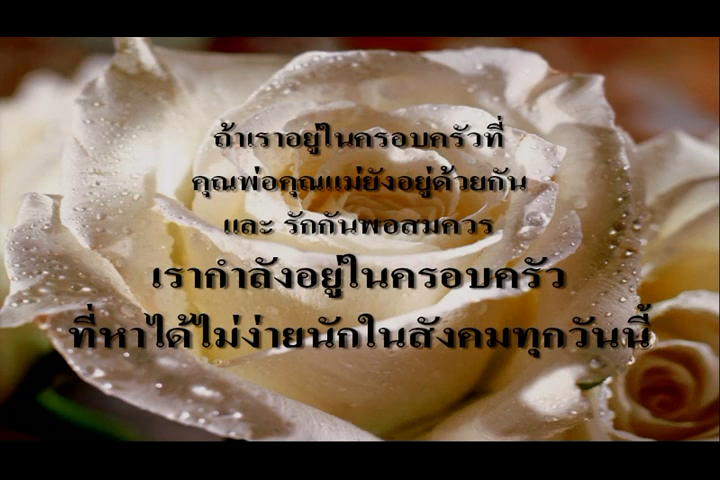 ถ้าเราอยู่ในครอบครัวที่
คุณพ่อคุณแม่ยังอยู่ด้วยกัน
และ รักกันพอสมควร
เรากำลังอยู่ในครอบครัว
ที่หาได้ไม่ง่ายนักในสังคมทุกวันนี้